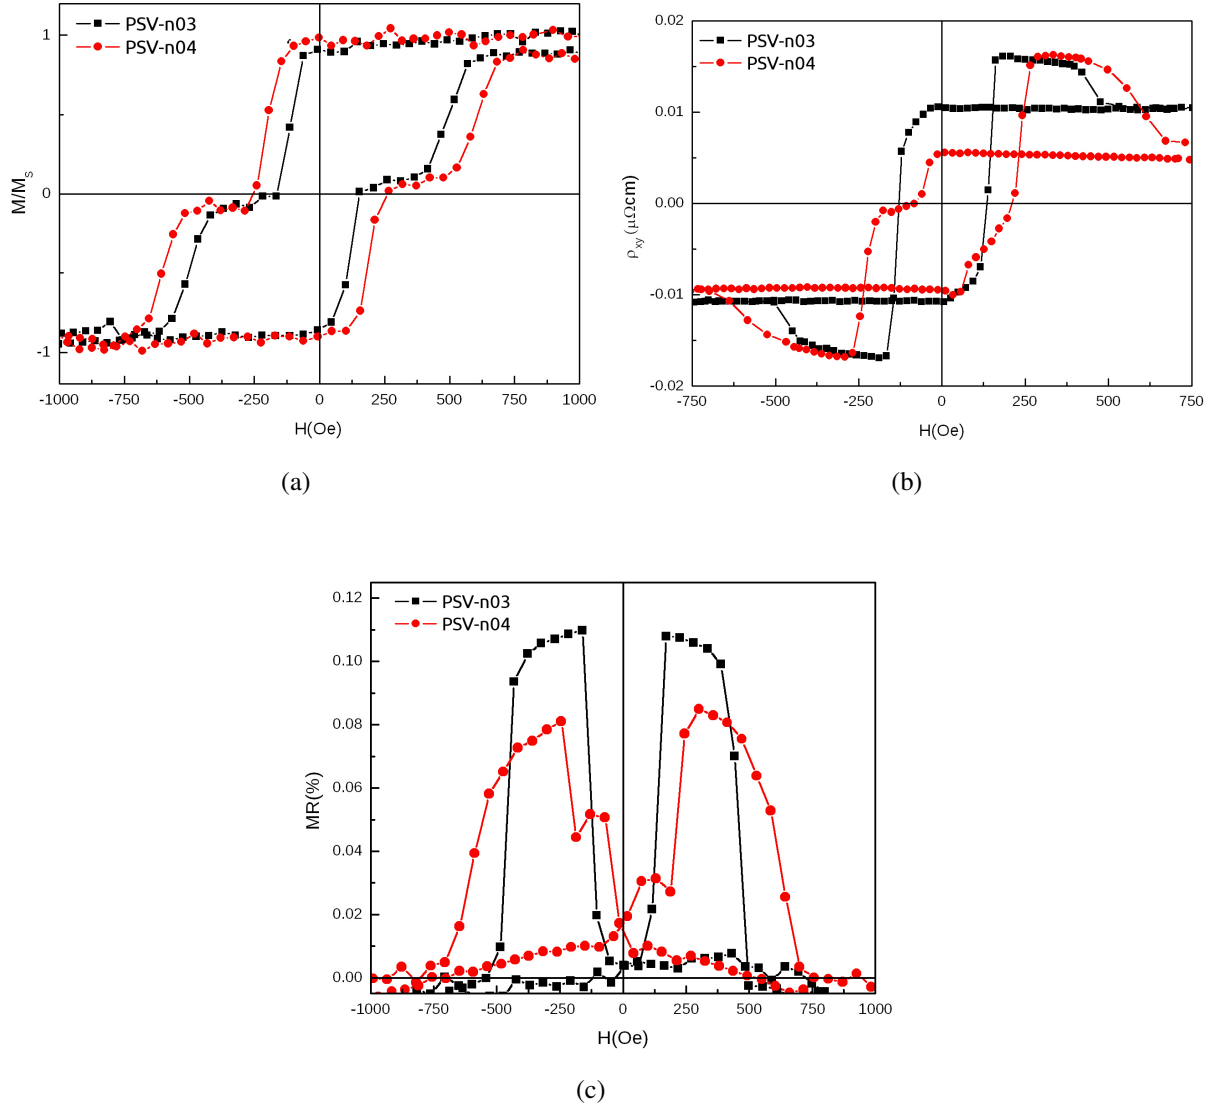 PSV-n03
PSV-n04
1
0
-1
M/Ms
-1000
-750
-500
-250
0
250
500
750
1000
H(Oe)
(a)
PSV-n03
PSV-n04
0.02
0.01
0.00
-0.01
-0.02
ρxy (μΩcm)
-750
-500
-250
0
250
500
750
H(Oe)
(b)
PSV-n03
PSV-n04
0.12
0.10
0.08
0.06
0.04
0.02
0.00
MR(%)
-1000
-750
-500
-250
0
250
500
750
1000
H(Oe)
(c)